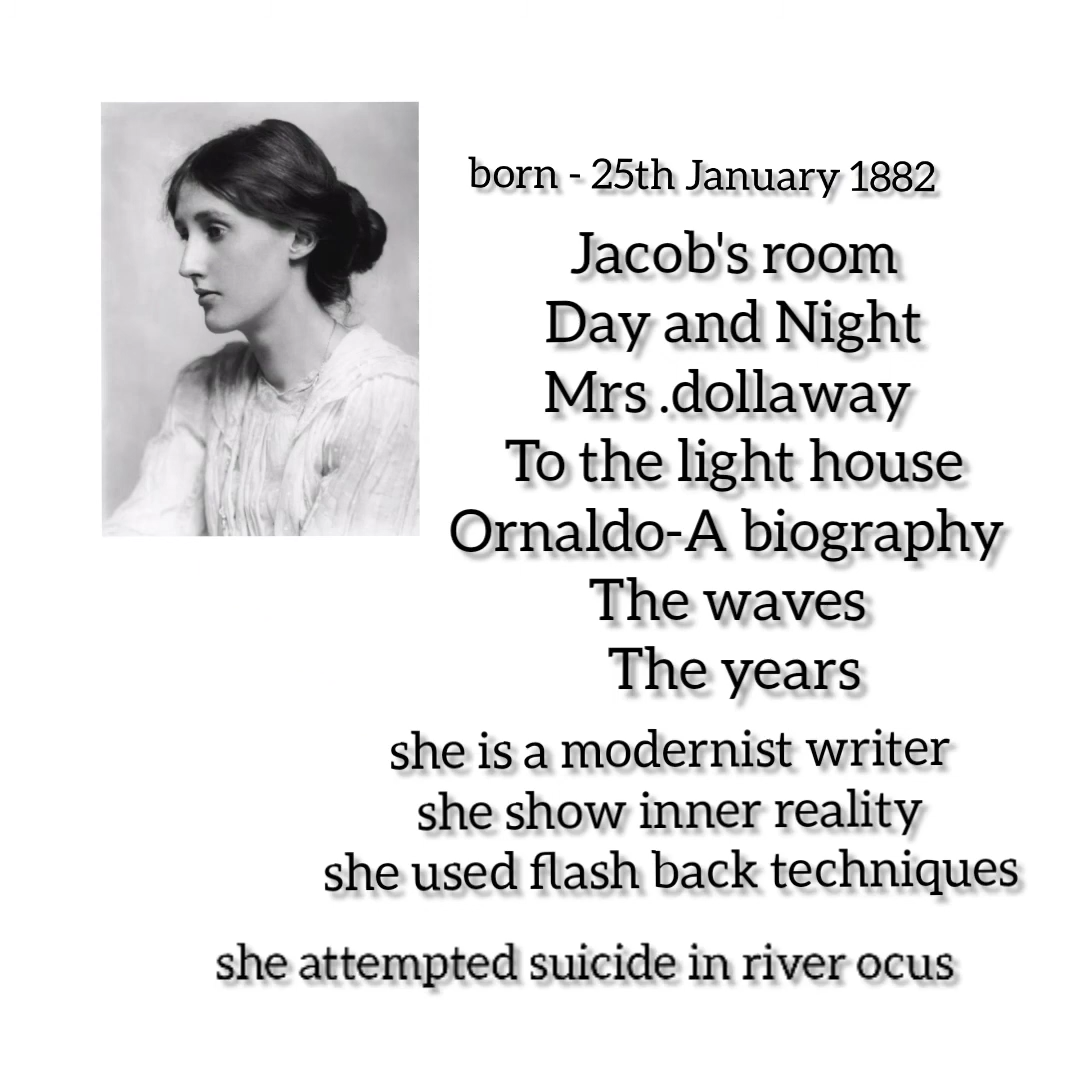 born - 25th January 1882
Jacob's room
Day and Night
Mrs .dollaway
To the light house
Ornaldo-A biography
The waves
The years
she is a modernist writer
she show inner reality
she used flash back techniques
she attempted suicide in river ocus